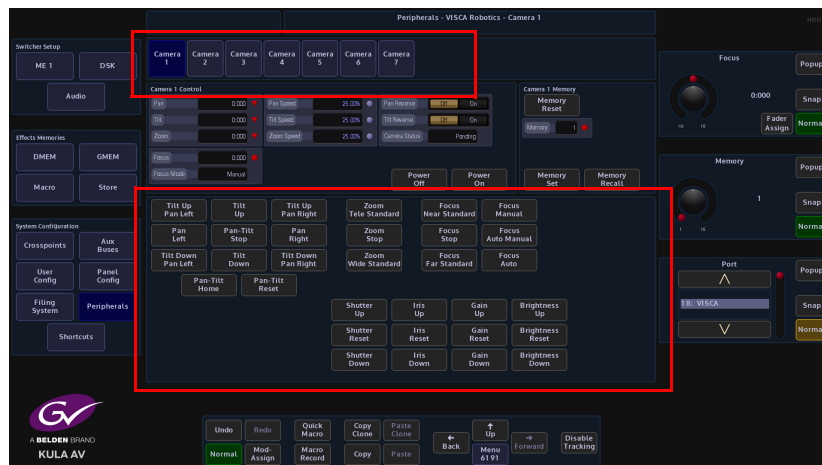 Peripherals - VISCA Robotics - Camera 1
HDD
Switcher Setup
ME 1
DSK
Audio
Effects Memories
DMEM
GMEM
Macro
Store
System Configuration
Crosspoints
Aux
Buses
User
Config
Panel
Config
Filing
System
Peripherals
Shortcuts
Camera
1
Camera
2
Camera
3
Camera
4
Camera
5
Camera
6
Camera
7
Camera 1 Control
Pan
0.000
Pan Speed
25.00%
Pan Reverse
Off
On
Tilt
0.000
Tilt Speed
25.00%
Tilt Reverse
Off
On
Zoom
0.000
Zoom Speed
25.00%
Camera Status
Pending
Focus
0.000
Focus Mode
Manual
Power
Off
Power
On
Camera 1 Memory
Memory
Reset
Memory
1
Memory
Set
Memory
Recall
Tilt Up
Pan Left
Tilt
Up
Tilt Up
Pan Right
Zoom
Tele Standard
Focus
Near Standard
Focus
Manual
Pan
Left
Pan-Tilt
Stop
Pan
Right
Zoom
Stop
Focus
Stop
Focus
Auto Manual
Tilt Down
Pan Left
Tilt
Down
Tilt Down
Pan Right
Zoom
Wide Standard
Focus
Far Standard
Focus
Auto
Pan-Tilt
Home
Pan-Tilt
Reset
Shutter
Up
Iris
Up
Gain
Up
Brightness
Up
Shutter
Reset
Iris
Reset
Gain
Reset
Brightness
Reset
Shutter
Down
Iris
Down
Gain
Down
Brightness
Down
Focus
0.000
Popup
Snap
Fader
Assign
Norma
Memory
1
1
16
Popup
Snap
Norma
Port
18: VISCA
Popup
Snap
Norma
GV
A BELDEN BRAND
KULA AV
Undo
Redo
Quick
Macro
Copy
Clone
Paste
Clone
Normal
Mod-
Assign
Macro
Record
Copy
Paste
Back
Up
Menu
6191
Forward
Disable
Tracking